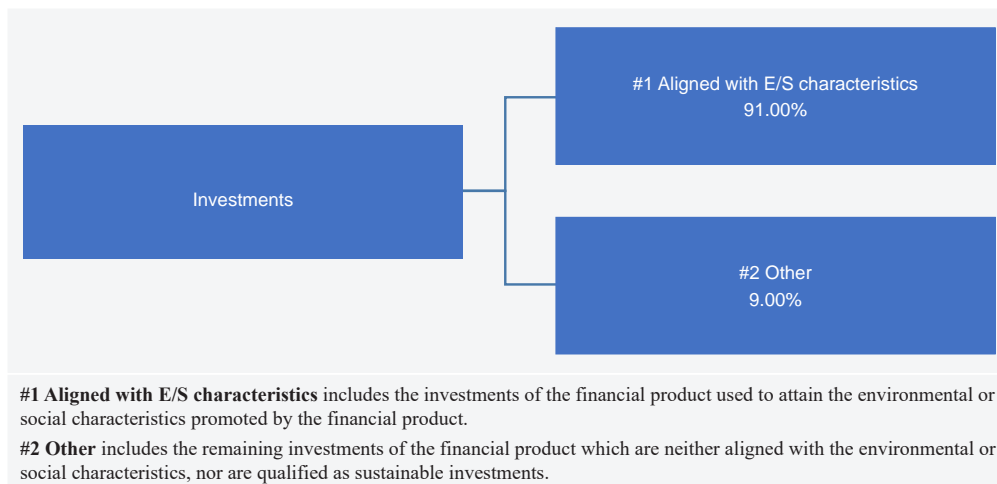 #1 Aligned with E/S characteristics
91.00%
Investments
#2 Other
9.00%
#1 Aligned with E/S characteristics includes the investments of the financial product used to attain the environmental or
social characteristics promoted by the financial product.
#2 Other includes the remaining investments of the financial product which are neither aligned with the environmental or
social characteristics, nor are qualified as sustainable investments.